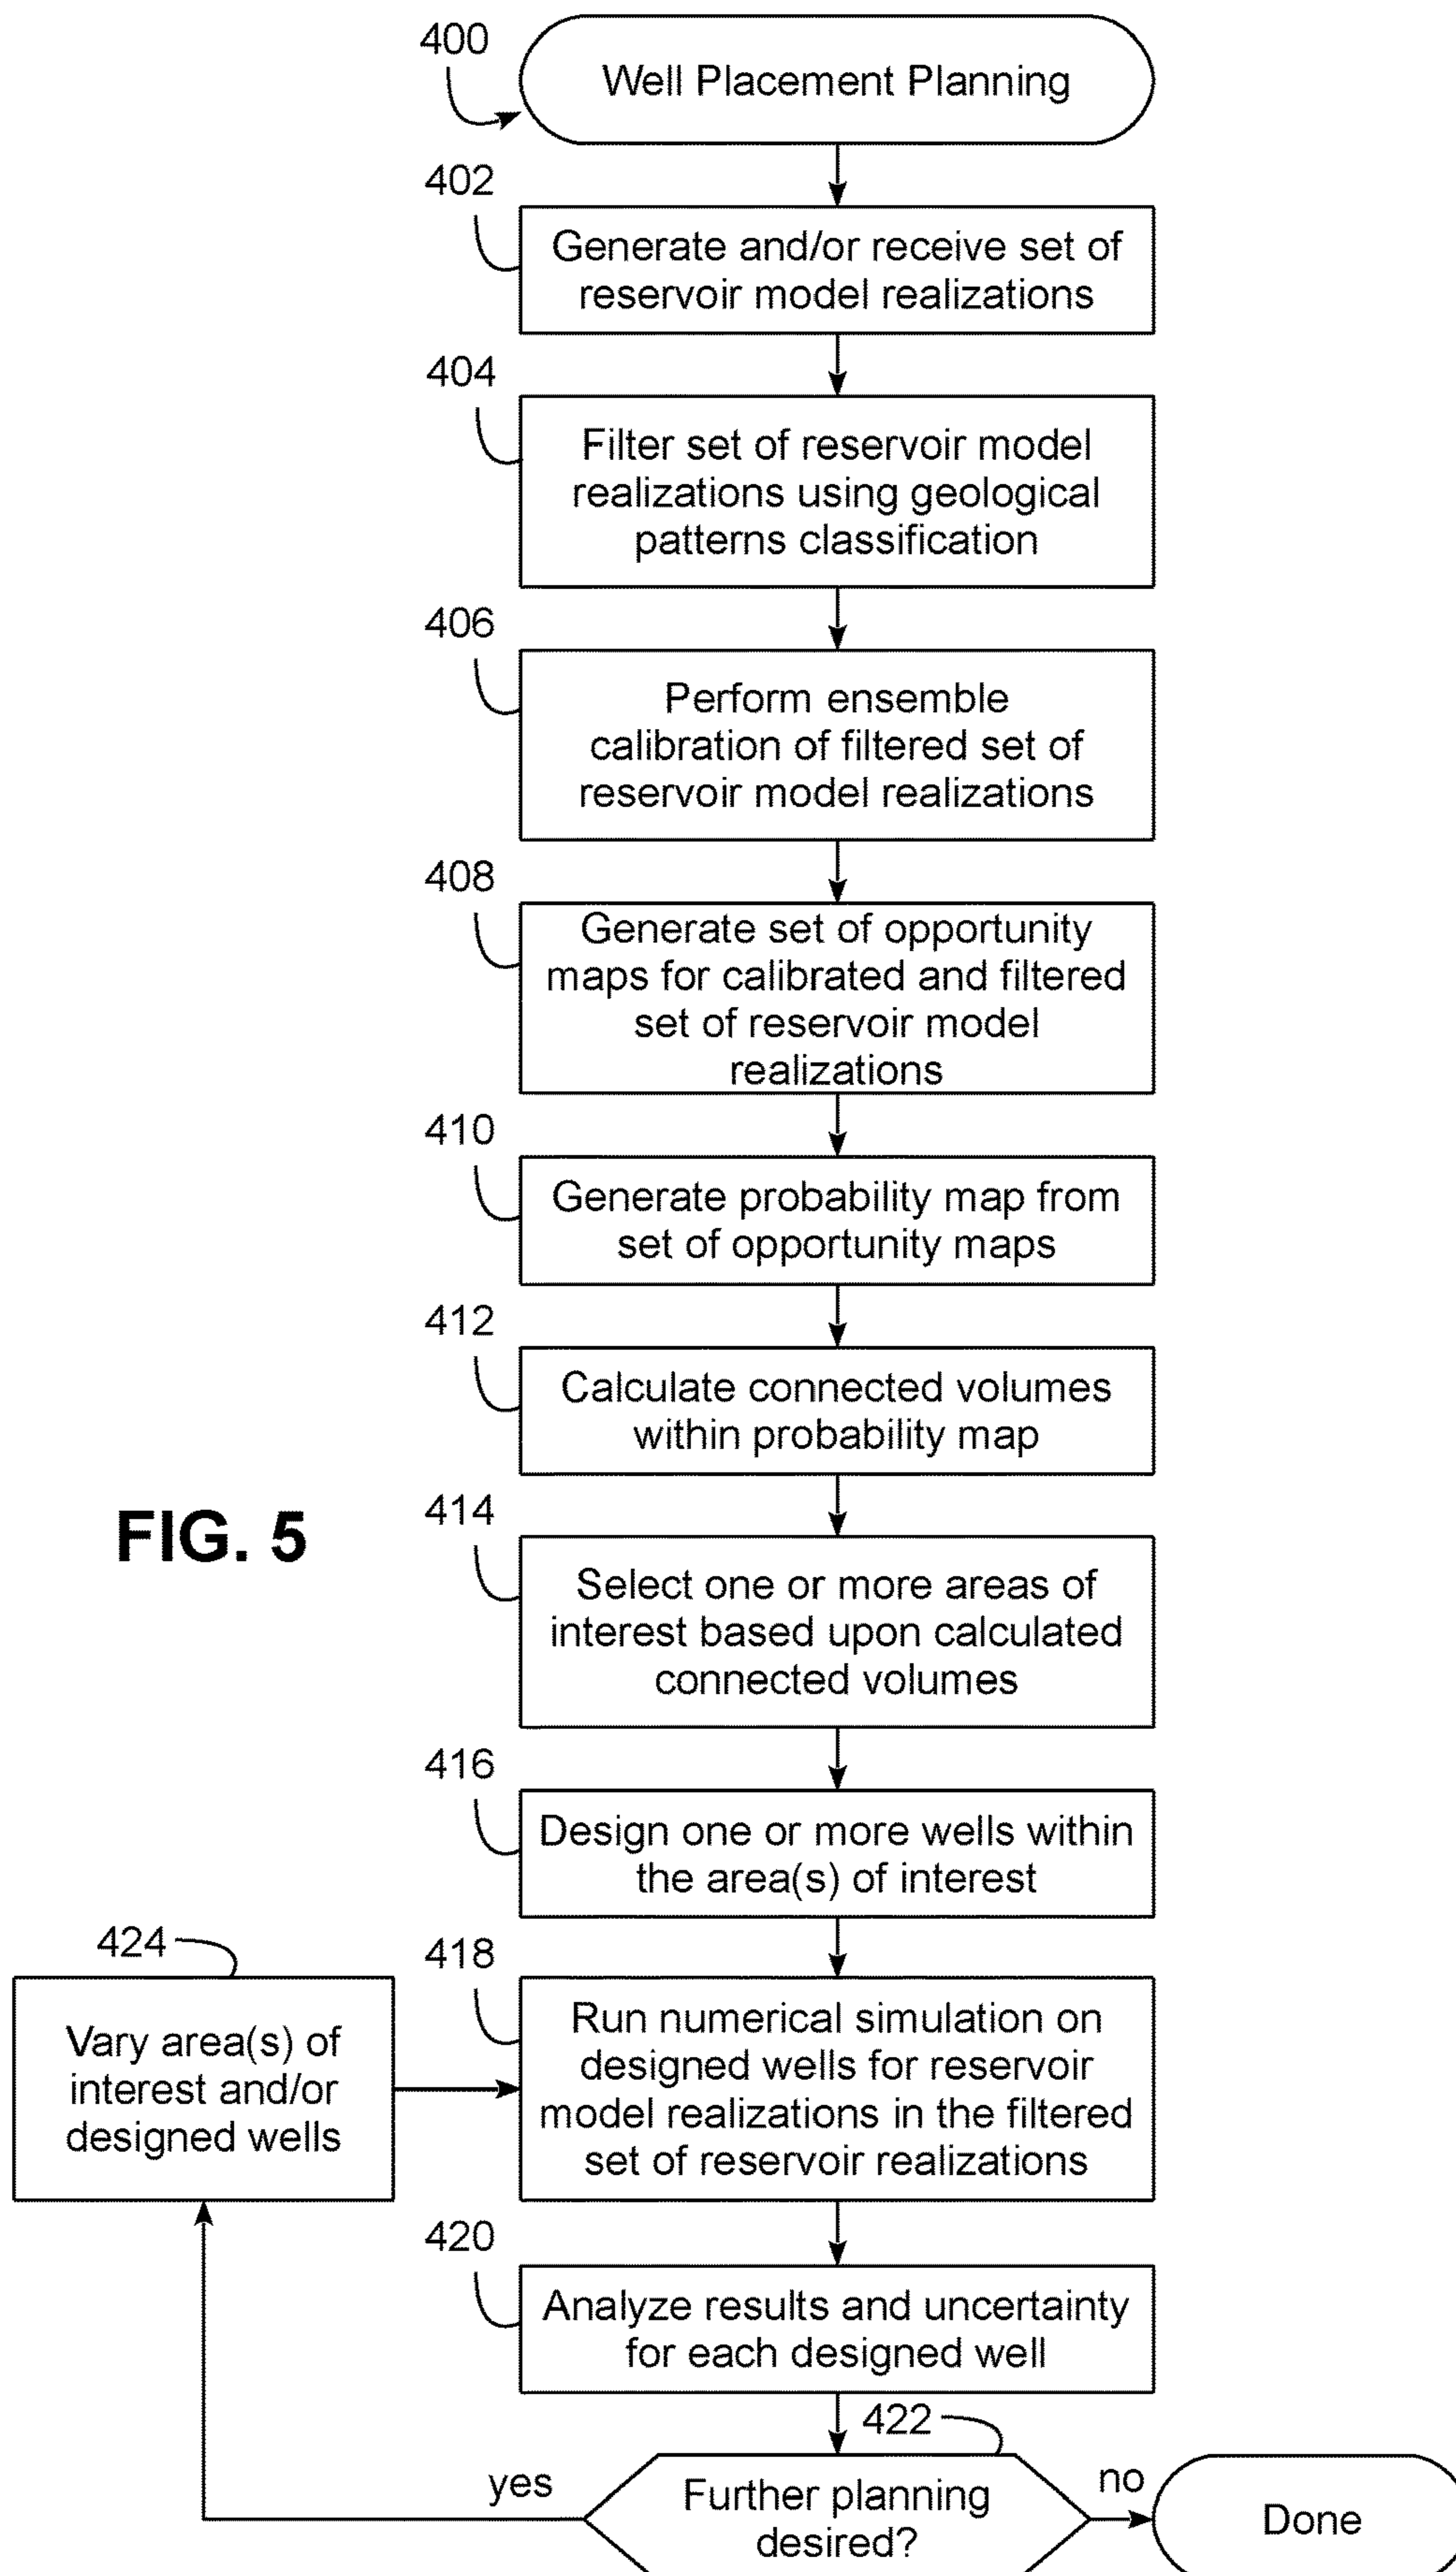 400
Well Placement Planning
402
Generate and/or receive set of
reservoir model realizations
404
Filter set of reservoir model
realizations using geological
patterns classification
406
Perform ensemble
calibration of filtered set of
reservoir model realizations
408
Generate set of opportunity
maps for calibrated and filtered
set of reservoir model
realizations
410
Generate probability map from
set of opportunity maps
412
Calculate connected volumes
within probability map
FIG. 5
414
Select one or more areas of
interest based upon calculated
connected volumes
416
Design one or more wells within
the area(s) of interest
424
Vary area(s) of
interest and/or
designed wells
418
Run numerical simulation on
designed wells for reservoir
model realizations in the filtered
set of reservoir realizations
420
Analyze results and uncertainty
for each designed well
422
yes
Further planning
desired?
no
Done